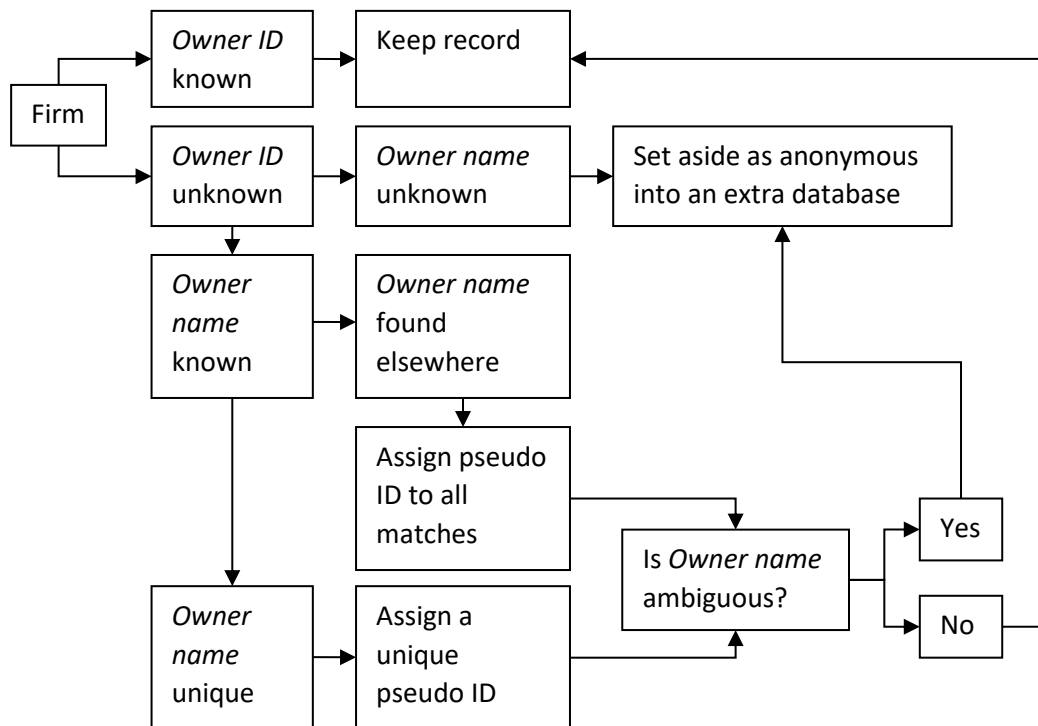 Owner ID
known
Keep record
Firm
Owner ID
unknown
Owner name
unknown
Set aside as anonymous
into an extra database
Owner
name
known
Owner name
found
elsewhere
Assign pseudo
ID to all
matches
Is Owner name
ambiguous?
Yes
No
Owner
name
unique
Assign a
unique
pseudo ID